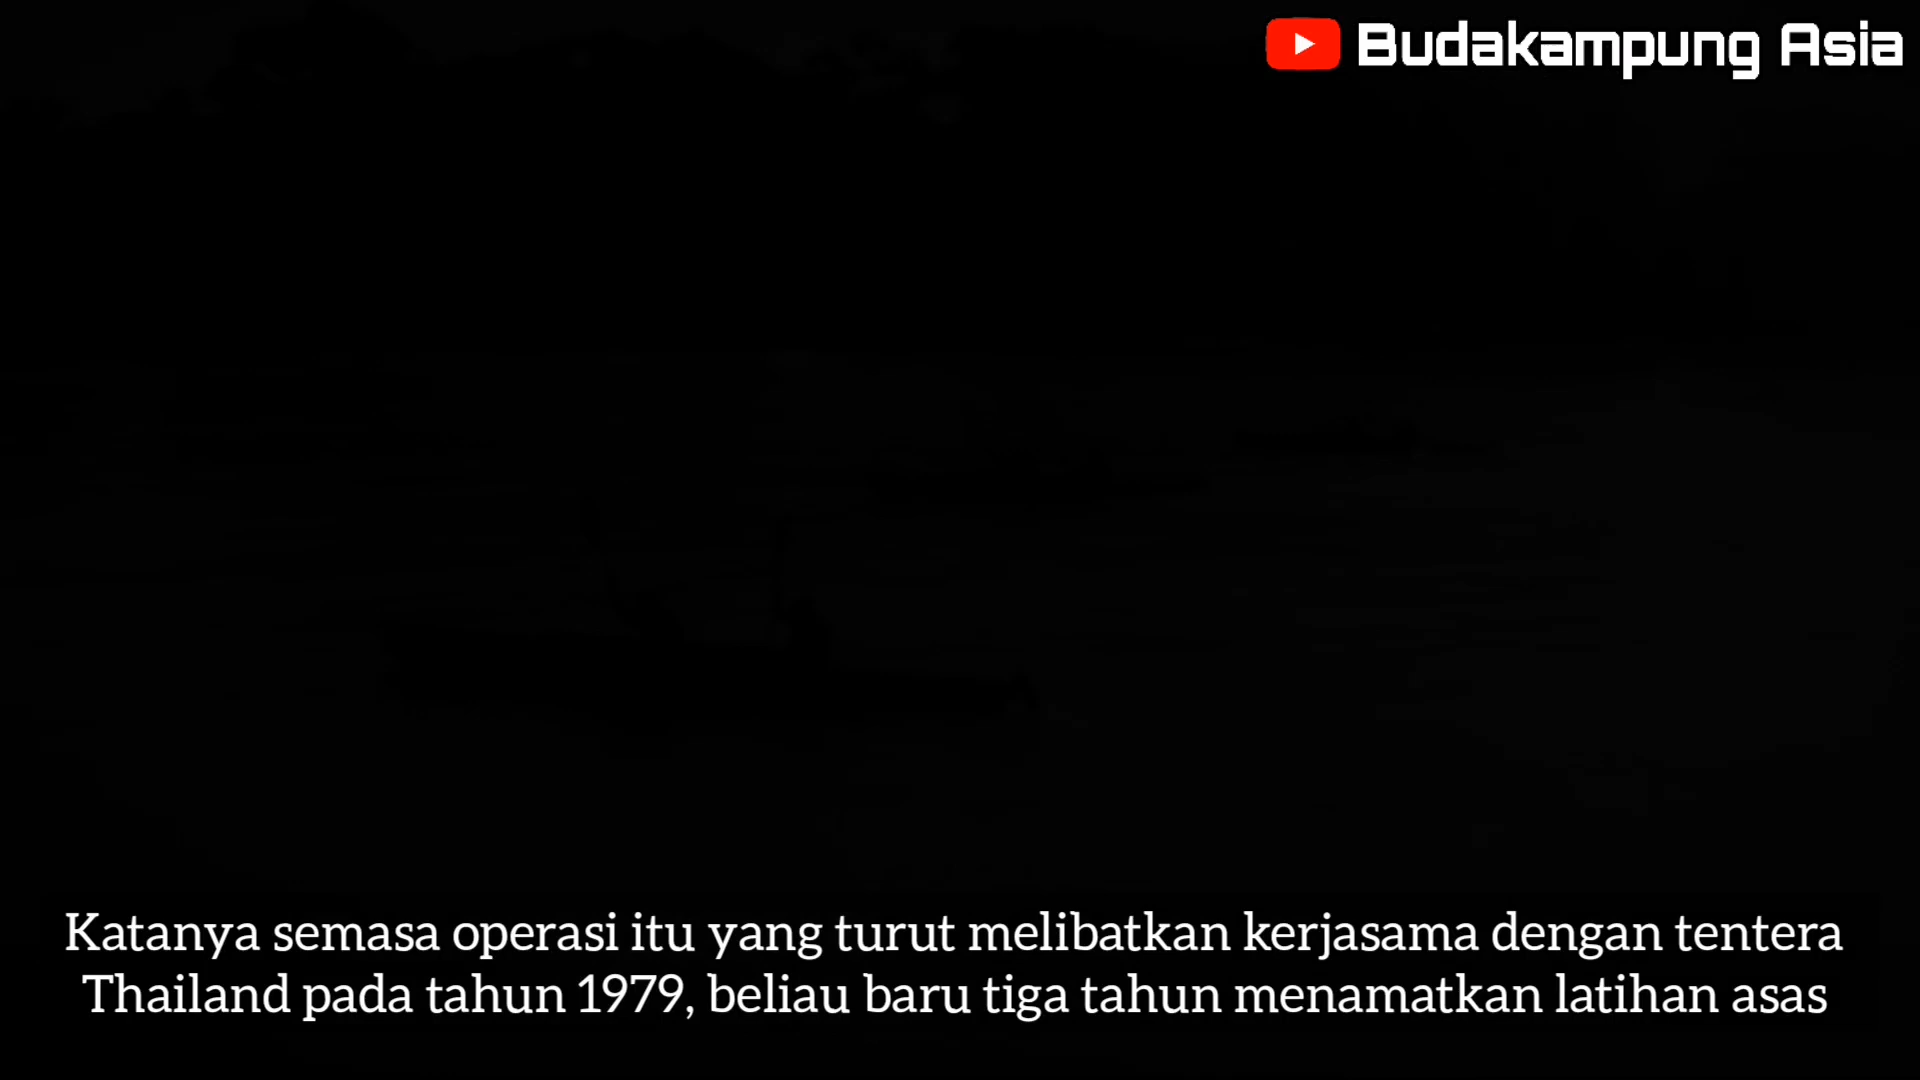 Budakampung Asia
Katanya semasa operasi itu yang turut melibatkan kerjasama dengan tentera
Thailand pada tahun 1979, beliau baru tiga tahun menamatkan latihan asas